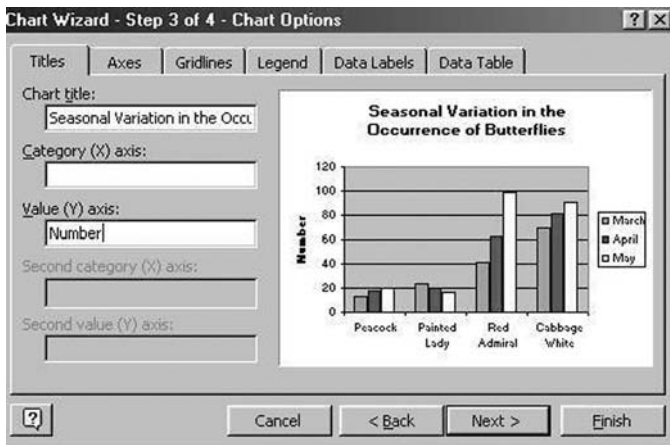 Chart Wizard - Step 3 of 4 - Chart Options
Titles Axes Gridlines Legend Data Labels Data Table
Chart title:
Seasonal Variation in the Occu
Category (X) axis:
Value (Y) axis:
Number
Second category (X) axis:
Second value (Y) axis:
Seasonal Variation in the
Occurrence of Butterflies
120
100
80
60
40
20
0
Number
Peacock Painted Red Cabbage
Lady Admiral White
March
April
May
? Cancel < Back Next > Finish